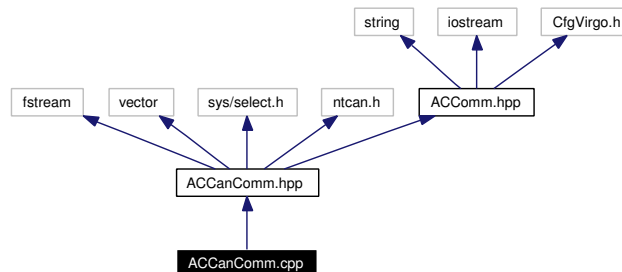 string
iostream
CfgVirgo.h
fstream
vector
sys/select.h
ntcan.h
ACComm.hpp
ACCanComm.hpp
ACCanComm.cpp